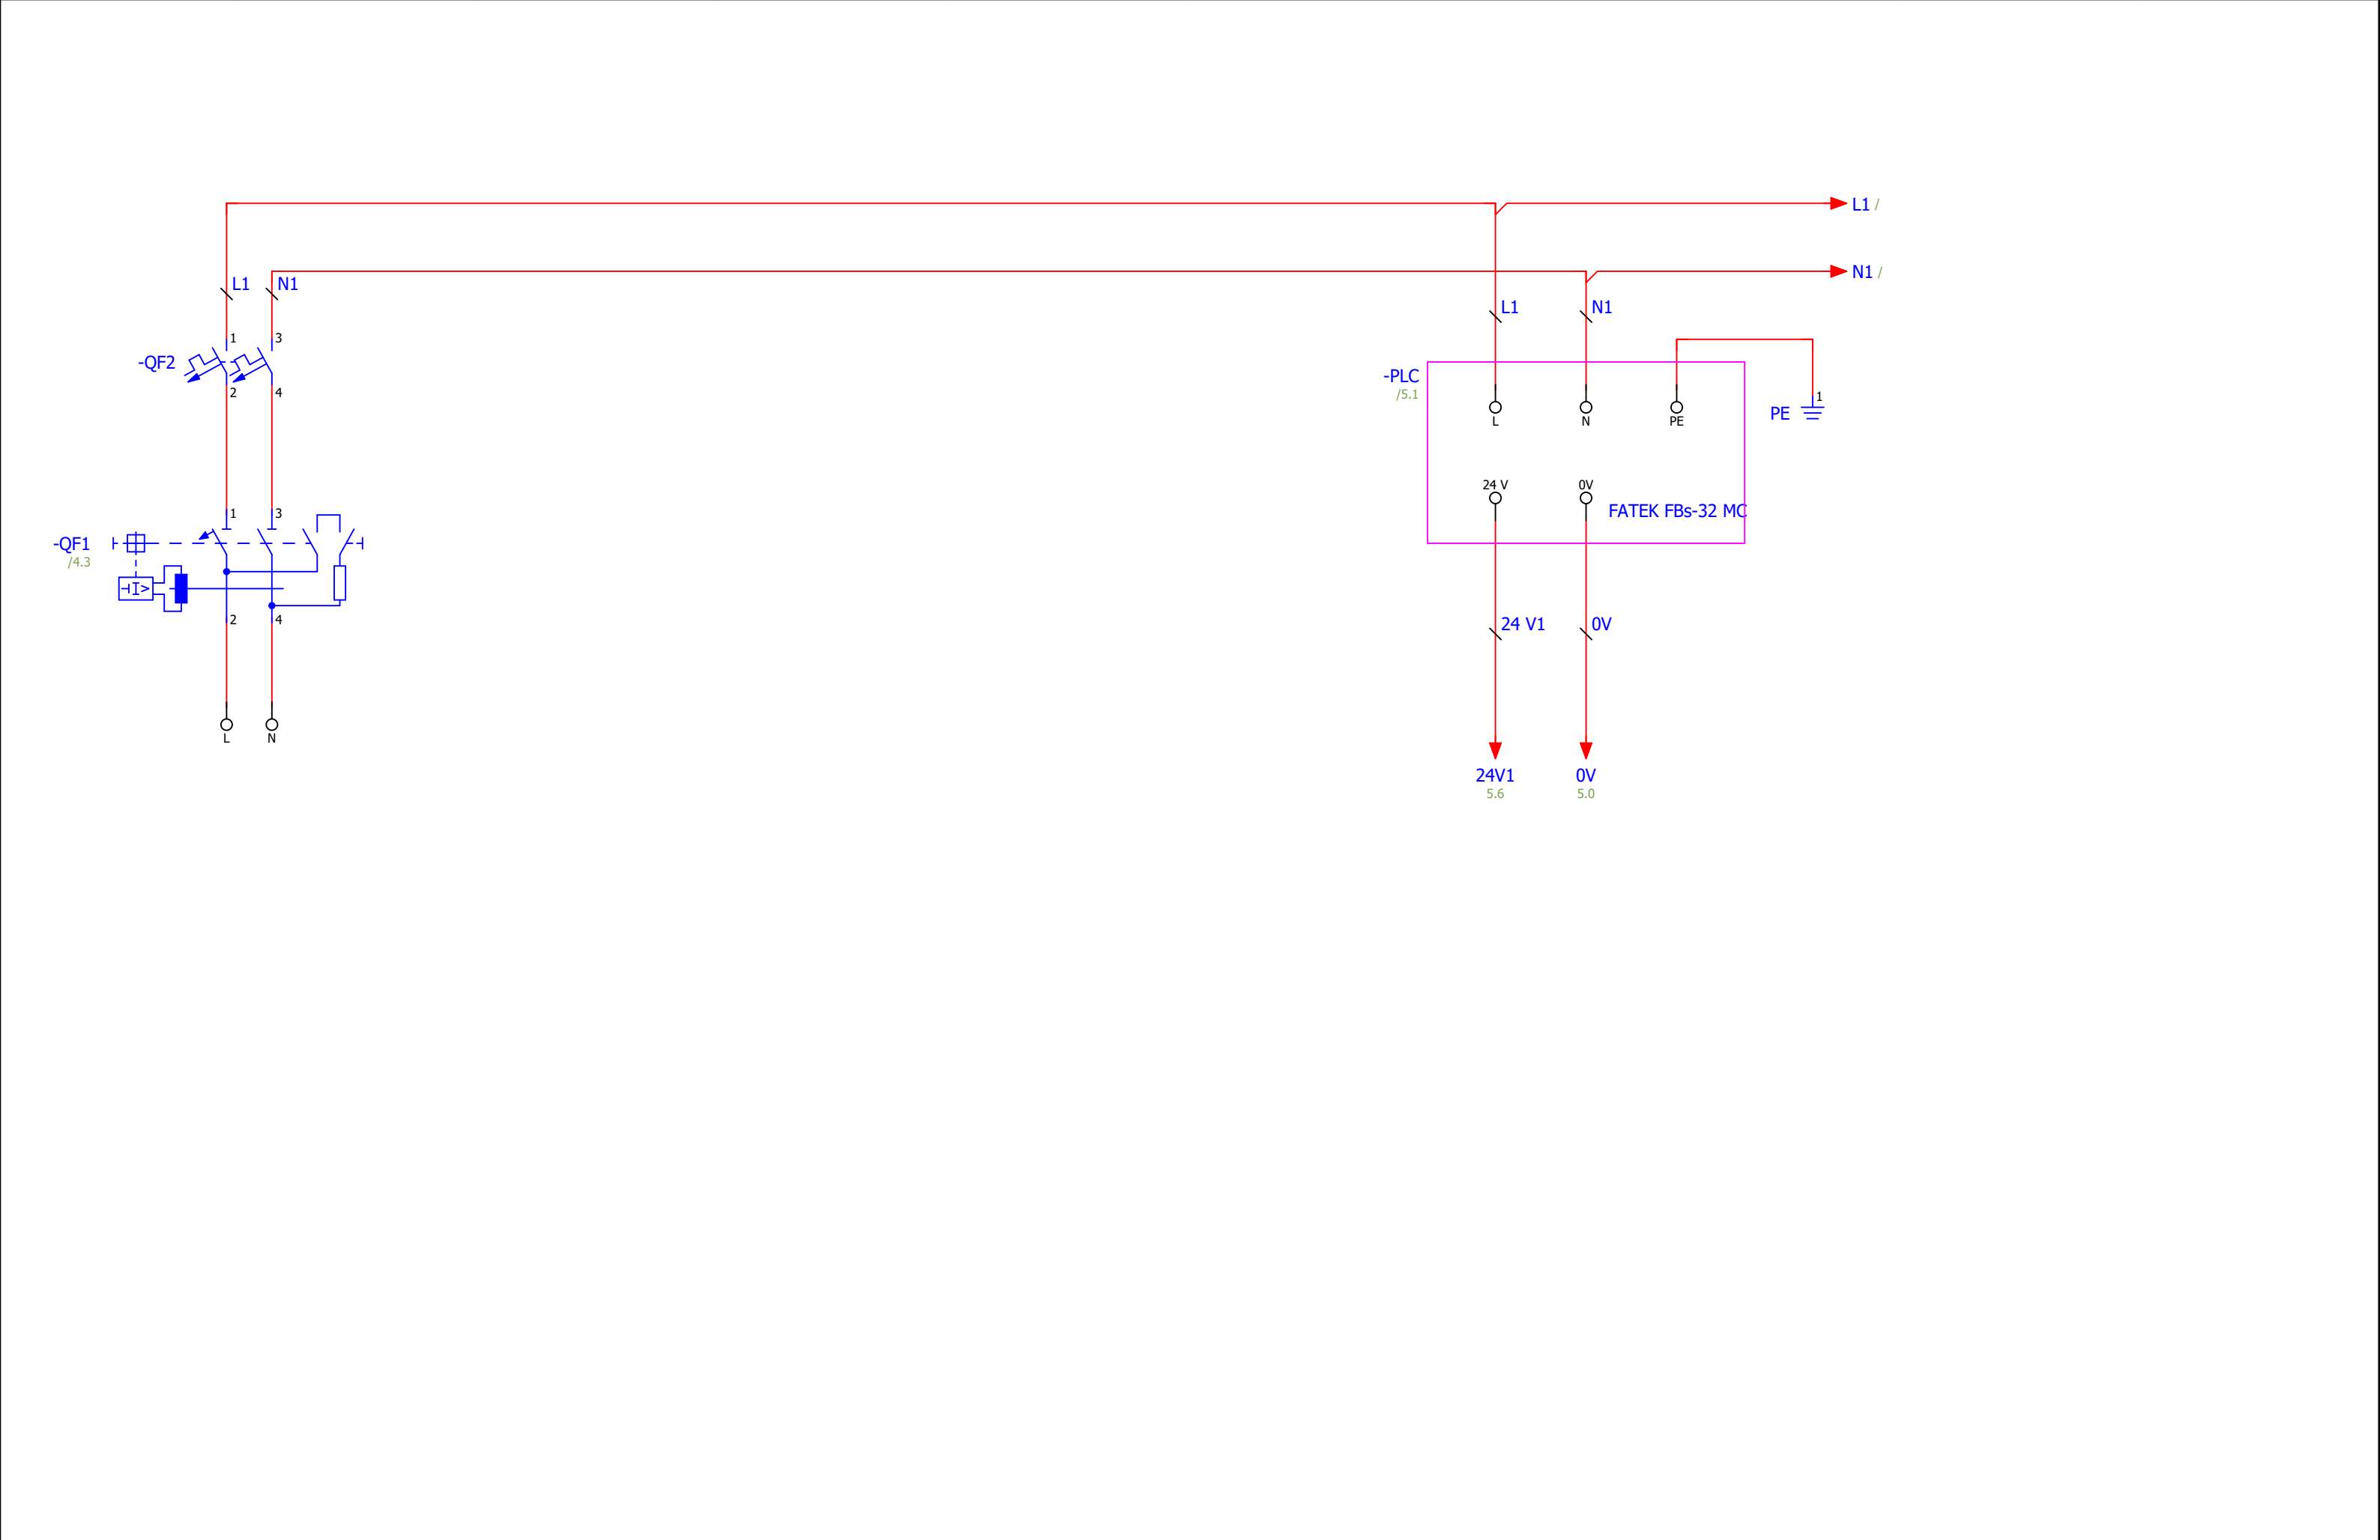 L1 /
N1 /
L1 N1
L1 N1
1 3
-QF2
2 4
-PLC
/5.1
L N PE
PE 1
24 V 0V
FATEK FBs-32 MC
1 3
-QF1
/4.3
I>
2 4
24 V1 0V
L N
24V1 0V
5.6 5.0